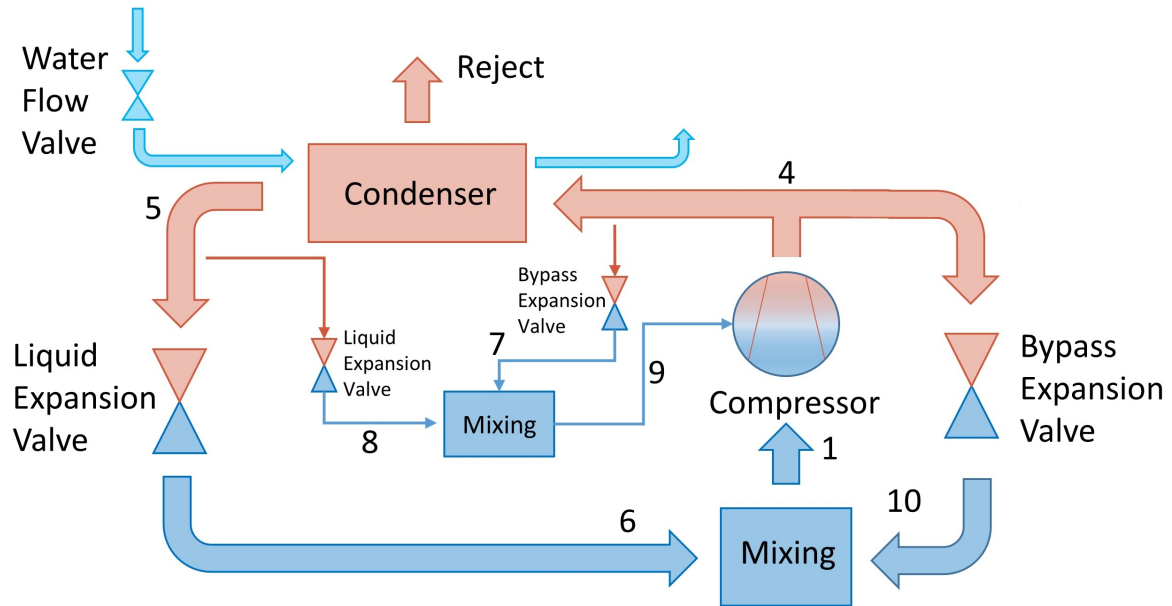 Water
Flow
Valve
Reject
Condenser
4
5
Bypass
Expansion
Valve
Liquid
Expansion
Valve
7
9
Liquid
Expansion
Valve
Mixing
8
Compressor
Bypass
Expansion
Valve
1
6
10
Mixing